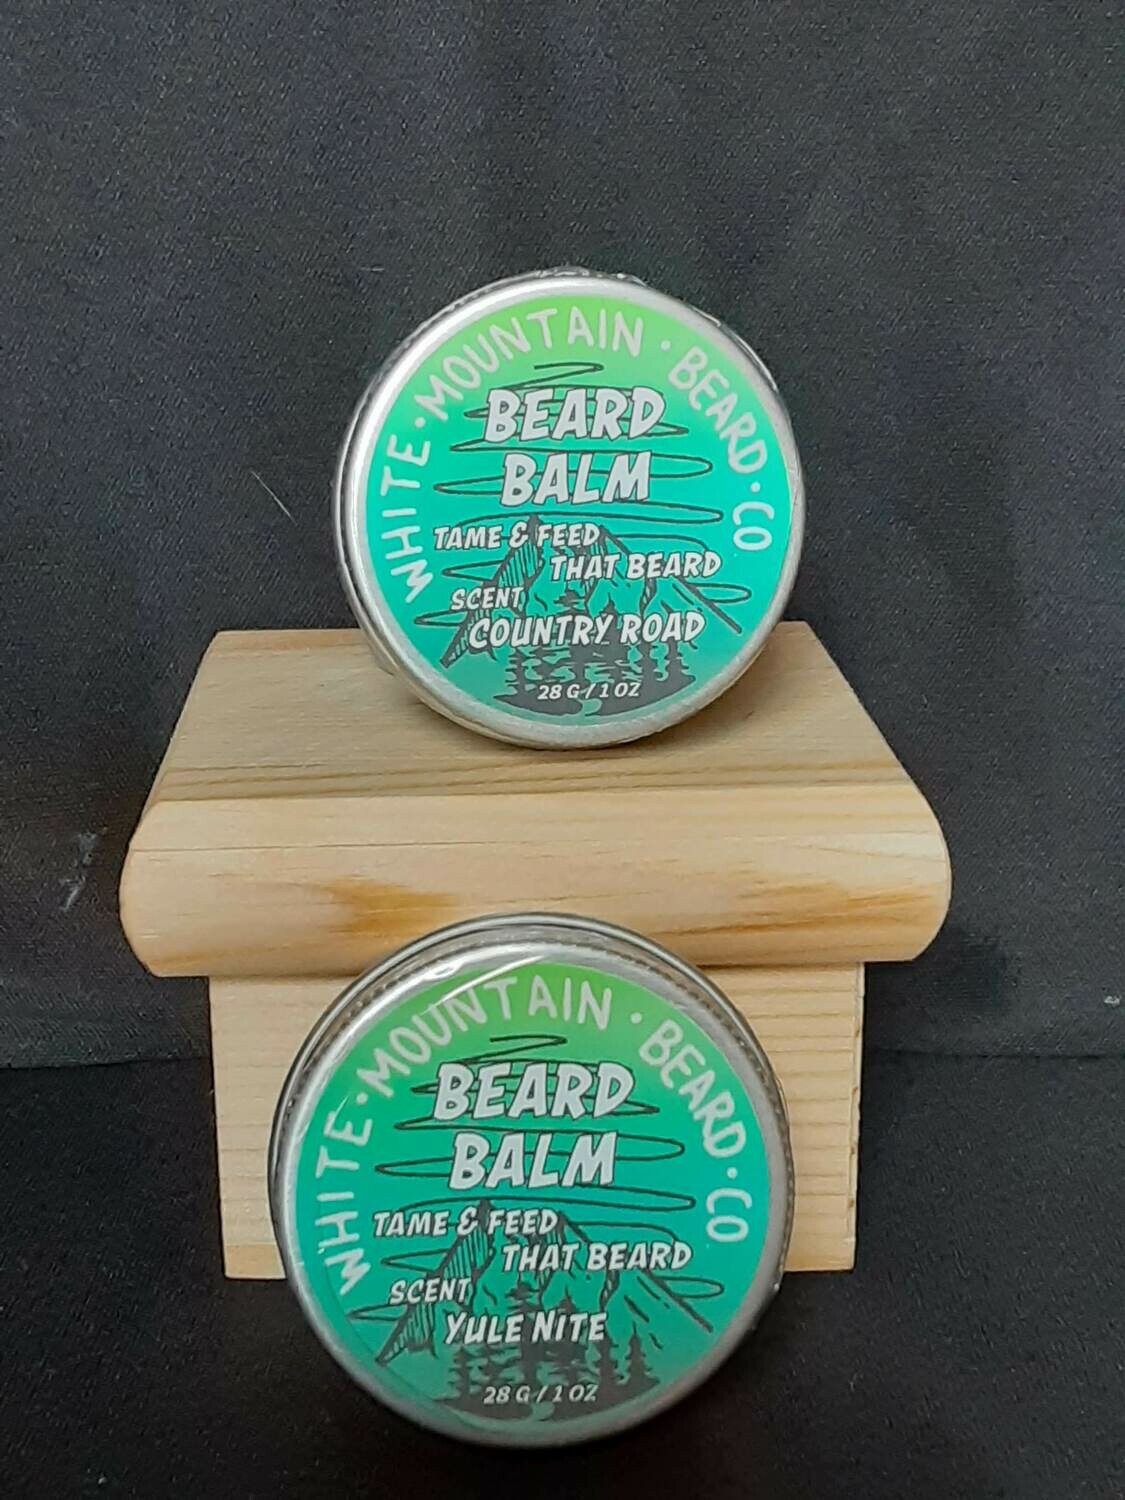 WHITE · MOUNTAIN · BEARD · CO
BEARD
BALM
TAME & FEED
THAT BEARD
SCENT
COUNTRY ROAD
28 G / 1 OZ
WHITE · MOUNTAIN · BEARD · CO
BEARD
BALM
TAME & FEED
THAT BEARD
SCENT
YULE NITE
28 G / 1 OZ